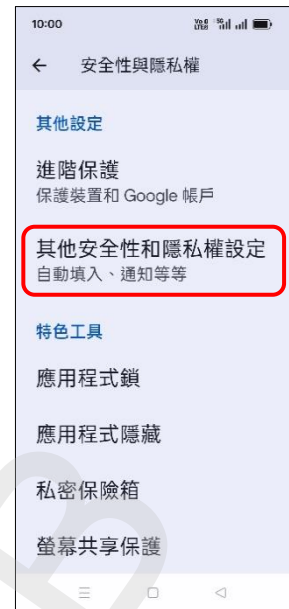 10:00
安全性與隱私權
其他設定
進階保護
保護裝置和 Google 帳戶
其他安全性和隱私權設定
自動填入、通知等等
特色工具
應用程式鎖
應用程式隱藏
私密保險箱
螢幕共享保護